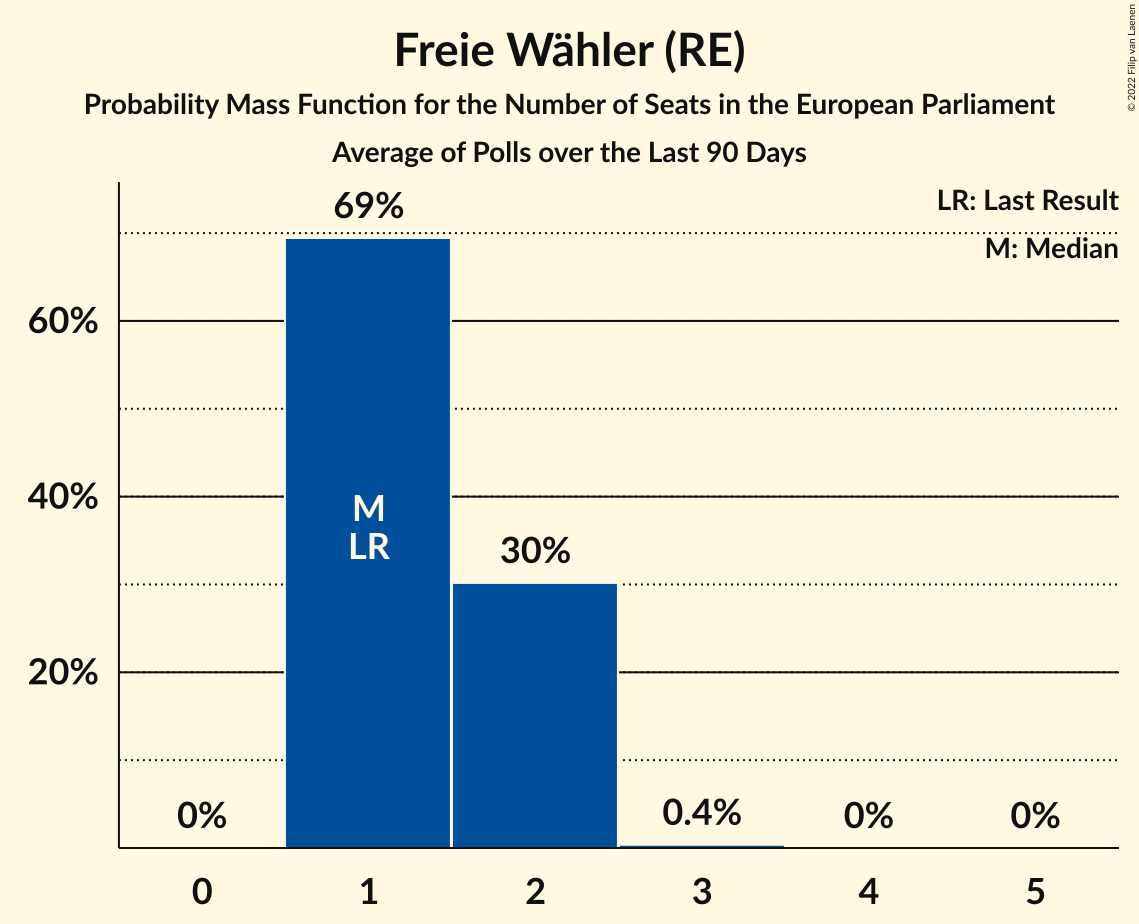 Freie Wähler (RE)
Probability Mass Function for the Number of Seats in the European Parliament
Average of Polls over the Last 90 Days
© 2022 Filip van Laenen
LR: Last Result
M: Median
69%
60%
40%
20%
M
LR
30%
0%
0.4%
0%
0%
0
1
2
3
4
5